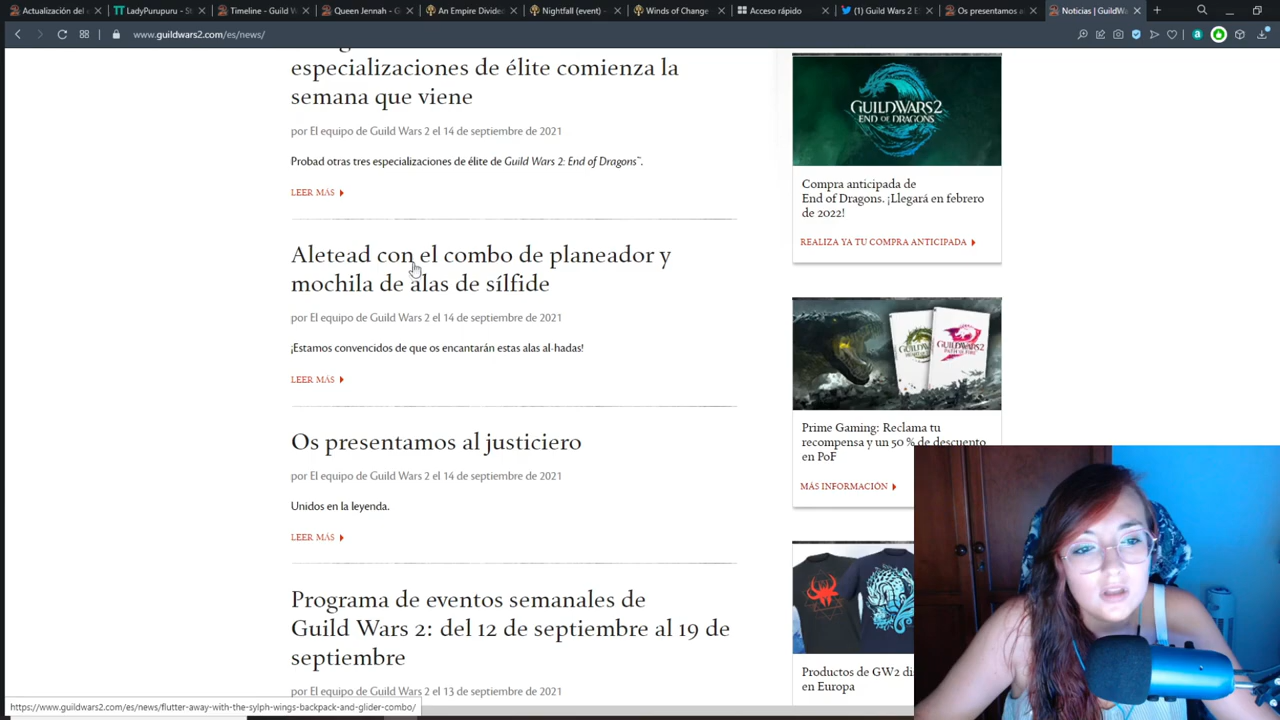 Actualización del d
LadyPurupuru - St
Timeline - Guild W
Queen Jennah - G
An Empire Divide
Nightfall (event) -
Winds of Change
Acceso rápido
(1) Guild Wars 2 E
Os presentamos a
Noticias | GuildWa
www.guildwars2.com/es/news/
especializaciones de élite comienza la
semana que viene
por El equipo de Guild Wars 2 el 14 de septiembre de 2021
Probad otras tres especializaciones de élite de Guild Wars 2: End of Dragons™.
LEER MÁS
Aletead con el combo de planeador y
mochila de alas de sílfide
por El equipo de Guild Wars 2 el 14 de septiembre de 2021
¡Estamos convencidos de que os encantarán estas alas al-hadas!
LEER MÁS
Os presentamos al justiciero
por El equipo de Guild Wars 2 el 14 de septiembre de 2021
Unidos en la leyenda.
LEER MÁS
Programa de eventos semanales de
Guild Wars 2: del 12 de septiembre al 19 de
septiembre
por El equipo de Guild Wars 2 el 13 de septiembre de 2021
GUILD WARS 2
END OF DRAGONS
Compra anticipada de
End of Dragons. ¡Llegará en febrero
de 2022!
REALIZA YA TU COMPRA ANTICIPADA
GUILD WARS 2
GUILD WARS 2
PATH OF FIRE
Prime Gaming: Reclama tu
recompensa y un 50 % de descuento
en PoF
MÁS INFORMACIÓN
Productos de GW2 di
en Europa
https://www.guildwars2.com/es/news/flutter-away-with-the-sylph-wings-backpack-and-glider-combo/